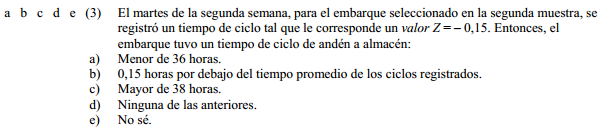 a b c d e (3) El martes de la segunda semana, para el embarque seleccionado en la segunda muestra, se
registró un tiempo de ciclo tal que le corresponde un valor Z = – 0,15. Entonces, el
embarque tuvo un tiempo de ciclo de andén a almacén:
a) Menor de 36 horas.
b) 0,15 horas por debajo del tiempo promedio de los ciclos registrados.
c) Mayor de 38 horas.
d) Ninguna de las anteriores.
e) No sé.